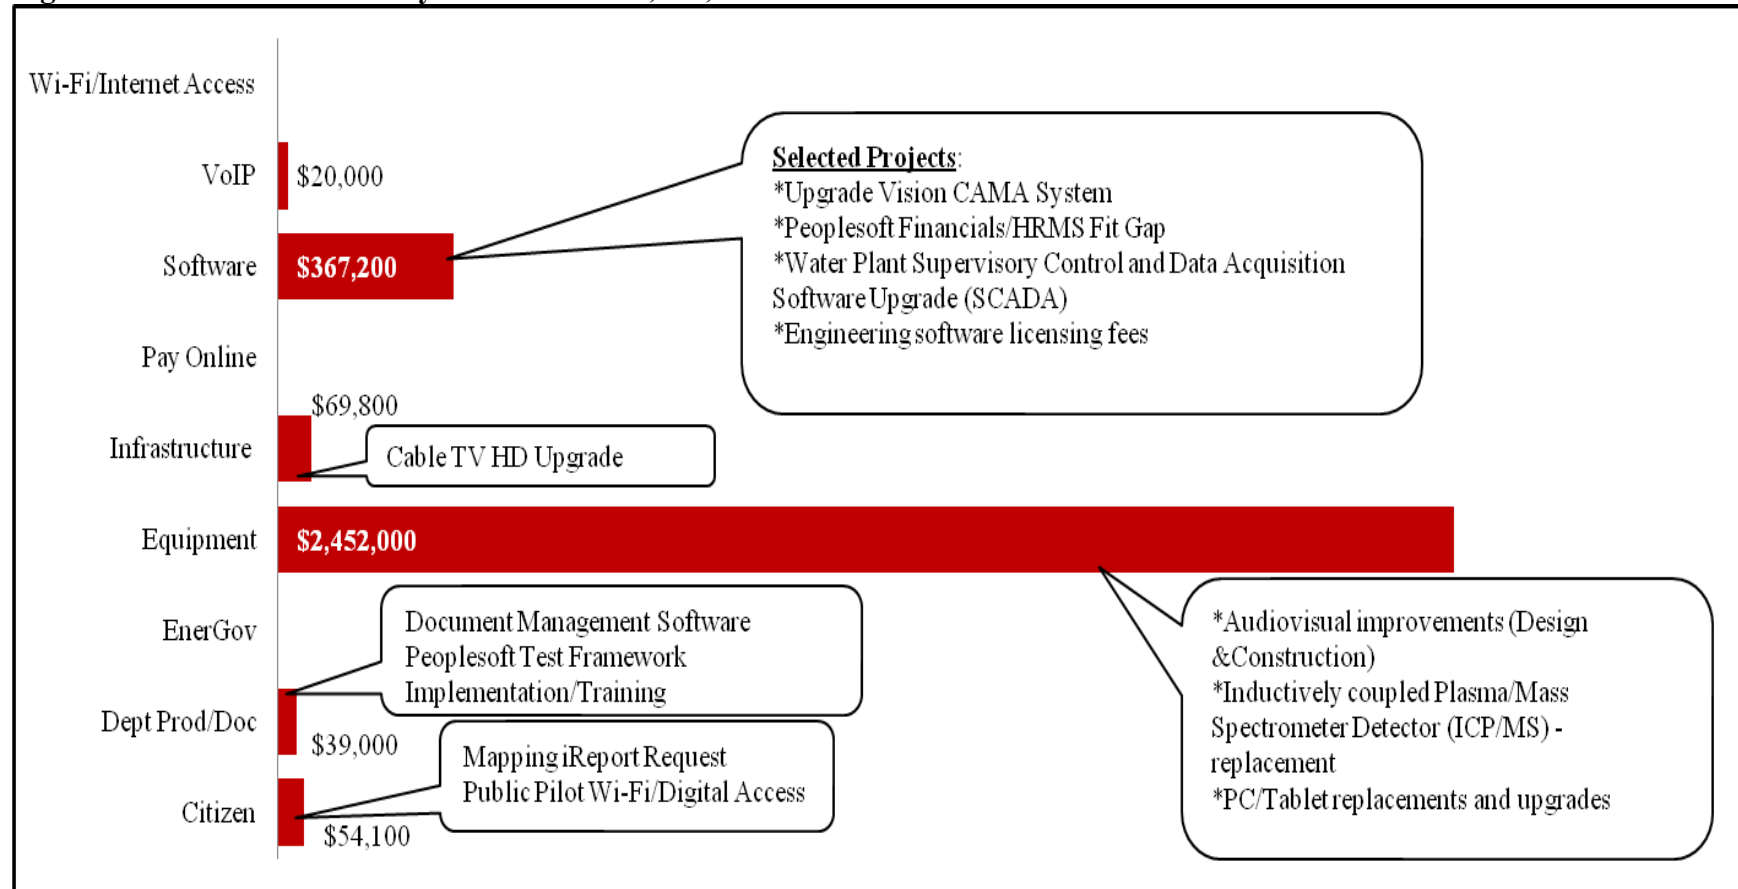 Wi-Fi/Internet Access
VoIP
$20,000
Software
$367,200
Selected Projects:
*Upgrade Vision CAMA System
*Peoplesoft Financials/HRMS Fit Gap
*Water Plant Supervisory Control and Data Acquisition
Software Upgrade (SCADA)
*Engineering software licensing fees
Pay Online
$69,800
Infrastructure
Cable TV HD Upgrade
Equipment
$2,452,000
EnerGov
Document Management Software
Peoplesoft Test Framework
Implementation/Training
*Audiovisual improvements (Design
&Construction)
*Inductively coupled Plasma/Mass
Spectrometer Detector (ICP/MS) -
replacement
*PC/Tablet replacements and upgrades
Dept Prod/Doc
$39,000
Mapping iReport Request
Public Pilot Wi-Fi/Digital Access
Citizen
$54,100